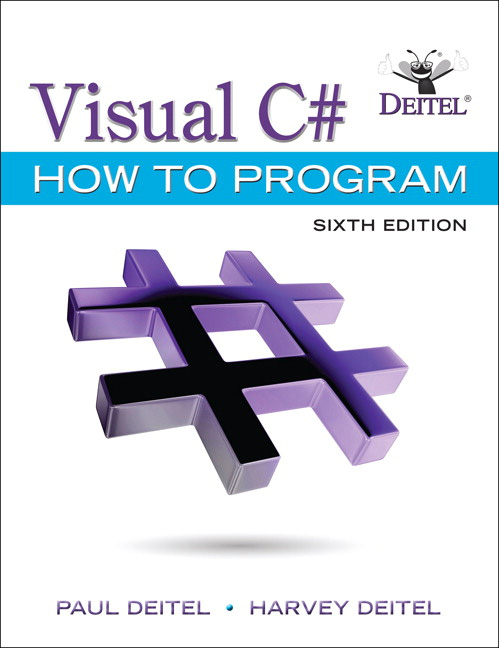 Visual C#
DEITEL®
HOW TO PROGRAM
SIXTH EDITION
PAUL DEITEL • HARVEY DEITEL